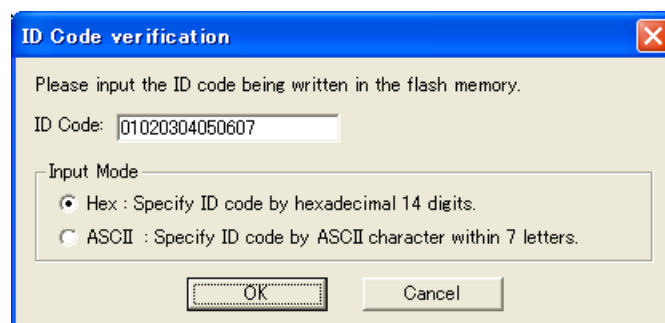 ID Code verification
Please input the ID code being written in the flash memory.
ID Code: 01020304050607
Input Mode
Hex : Specify ID code by hexadecimal 14 digits.
ASCII : Specify ID code by ASCII character within 7 letters.
OK Cancel